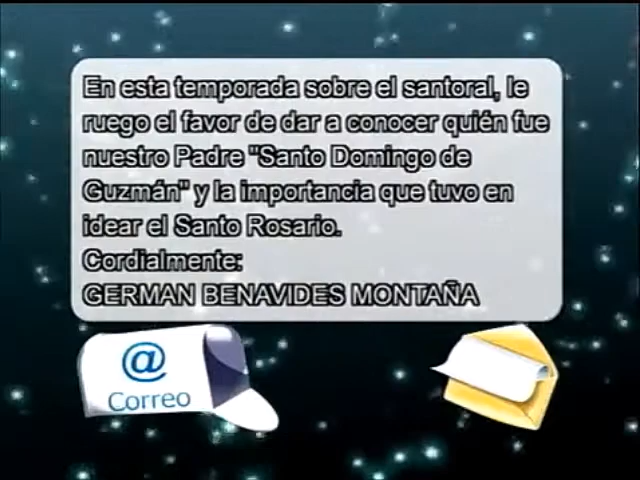 En esta temporada sobre el santoral, le
ruego el favor de dar a conocer quién fue
nuestro Padre "Santo Domingo de
Guzmán" y la importancia que tuvo en
idear el Santo Rosario.
Cordialmente:
GERMAN BENAVIDES MONTAÑA
@
Correo